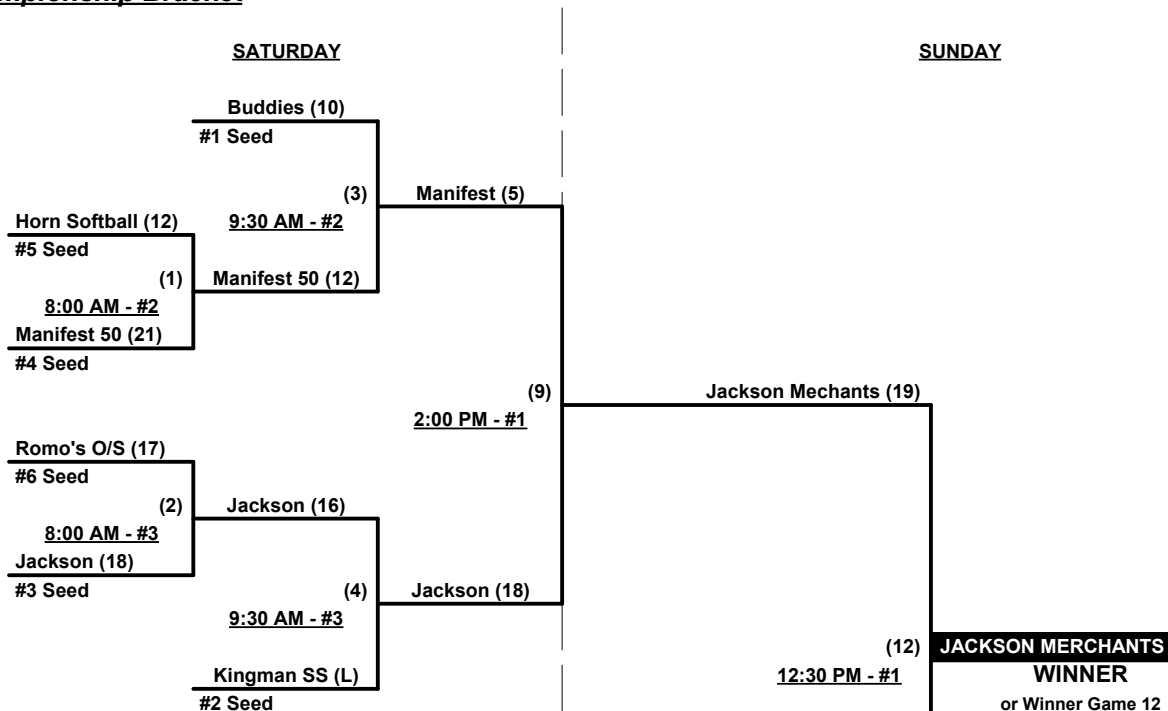 SATURDAY
SUNDAY
Buddies (10)
#1 Seed
(3)
Manifest (5)
9:30 AM - #2
Horn Softball (12)
#5 Seed
(1)
Manifest 50 (12)
8:00 AM - #2
Manifest 50 (21)
#4 Seed
(9)
Jackson Mechants (19)
2:00 PM - #1
Romo's O/S (17)
#6 Seed
(2)
Jackson (16)
8:00 AM - #3
Jackson (18)
#3 Seed
(4)
Jackson (18)
9:30 AM - #3
(12)
JACKSON MERCHANTS
Kingman SS (L)
12:30 PM - #1
WINNER
#2 Seed
or Winner Game 12